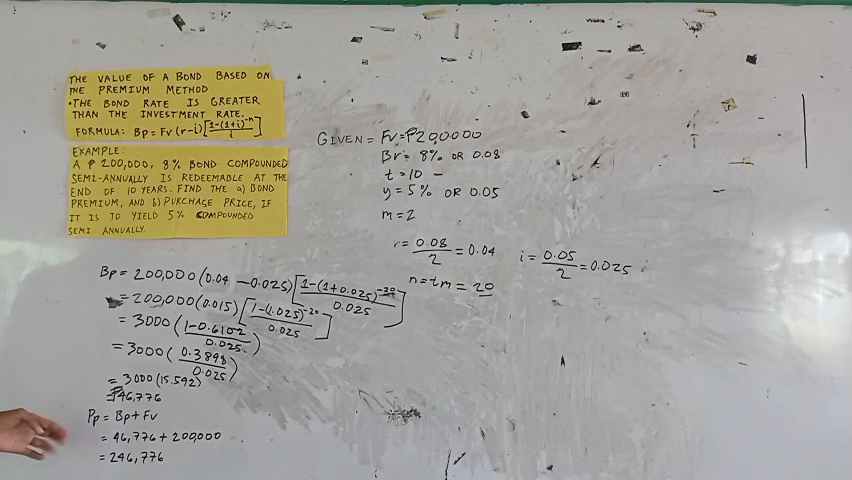 THE VALUE OF A BOND BASED ON
THE PREMIUM METHOD
• THE BOND RATE IS GREATER
THAN THE INVESTMENT RATE.
FORMULA: Bp = Fv (r-i) [1-(1+i)^-n / i]
EXAMPLE:
A ₱ 200,000, 8% BOND COMPOUNDED
SEMI-ANNUALLY IS REDEEMABLE AT THE
END OF 10 YEARS. FIND THE a) BOND
PREMIUM, AND b) PURCHASE PRICE, IF
IT IS TO YIELD 5% COMPOUNDED
SEMI ANNUALLY.
GIVEN = Fv = ₱200000
Br = 8% OR 0.08
t = 10 -
y = 5% OR 0.05
m = 2
r = 0.08 / 2 = 0.04
i = 0.05 / 2 = 0.025
n = tm = 20
Bp = 200,000 (0.04 - 0.025) [1-(1+0.025)^-20 / 0.025]
= 200,000 (0.015) [1-(1.025)^-20 / 0.025]
= 3000 (1-0.6102 / 0.025)
= 3000 (0.3898 / 0.025)
= 3000 (15.592)
= ₱46,776
Pp = Bp + Fv
= 46,776 + 200,000
= 246,776